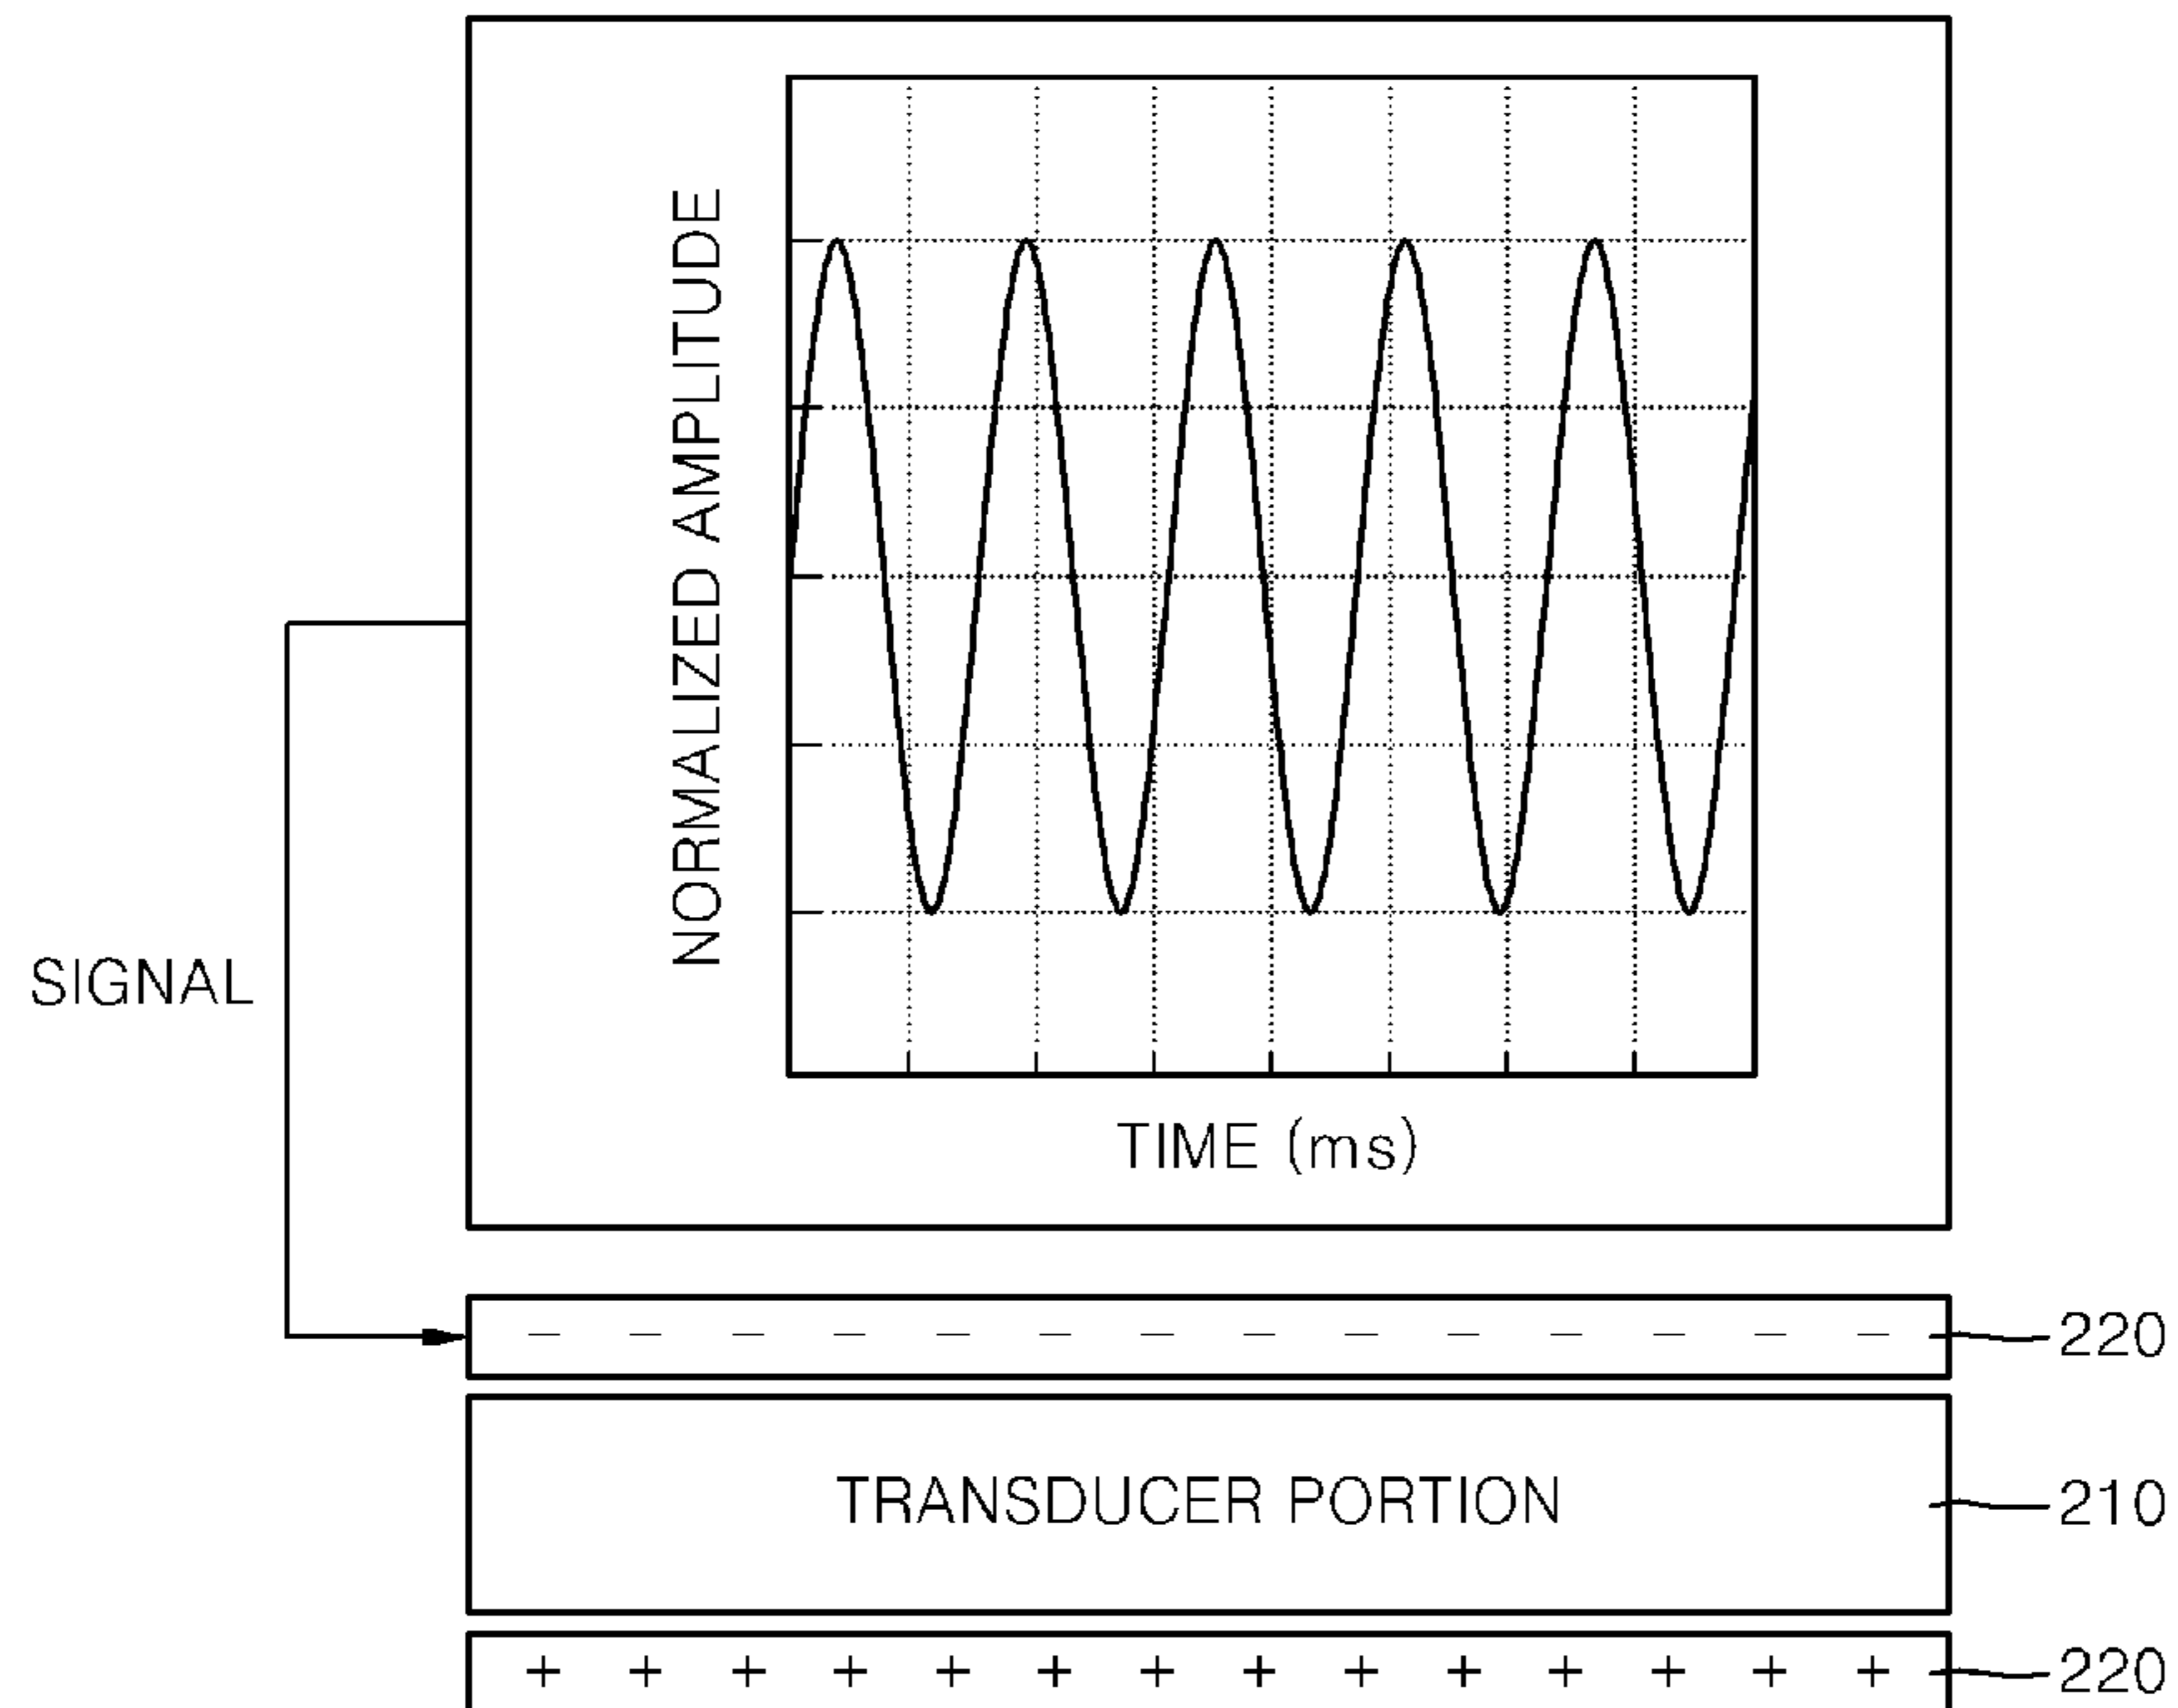 NORMALIZED AMPLITUDE
TIME (ms)
SIGNAL
− − − − − − − − − − − − − −
220
TRANSDUCER PORTION
210
+ + + + + + + + + + + + + +
220